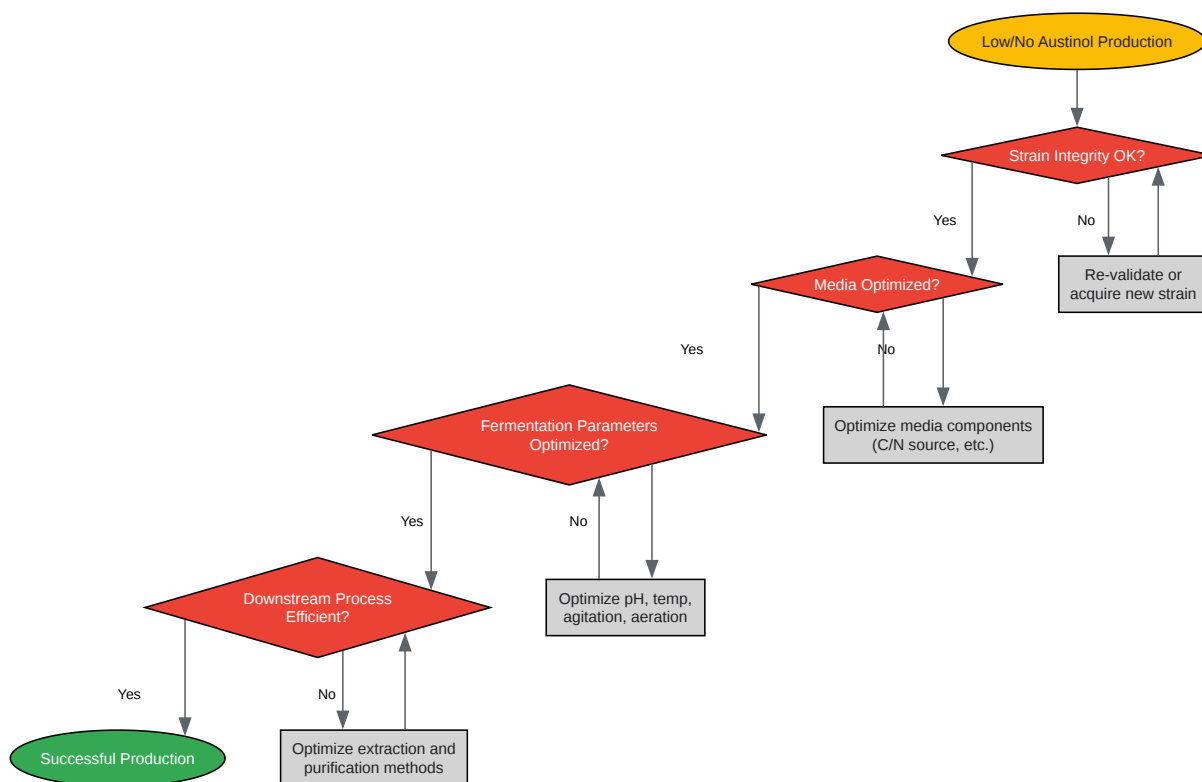 Low/No Austinol Production
Strain Integrity OK?
Yes
No
Re-validate or
acquire new strain
Media Optimized?
Yes
No
Optimize media components
(C/N source, etc.)
Fermentation Parameters
Optimized?
Yes
No
Optimize pH, temp,
agitation, aeration
Downstream Process
Efficient?
Yes
No
Successful Production
Optimize extraction and
purification methods